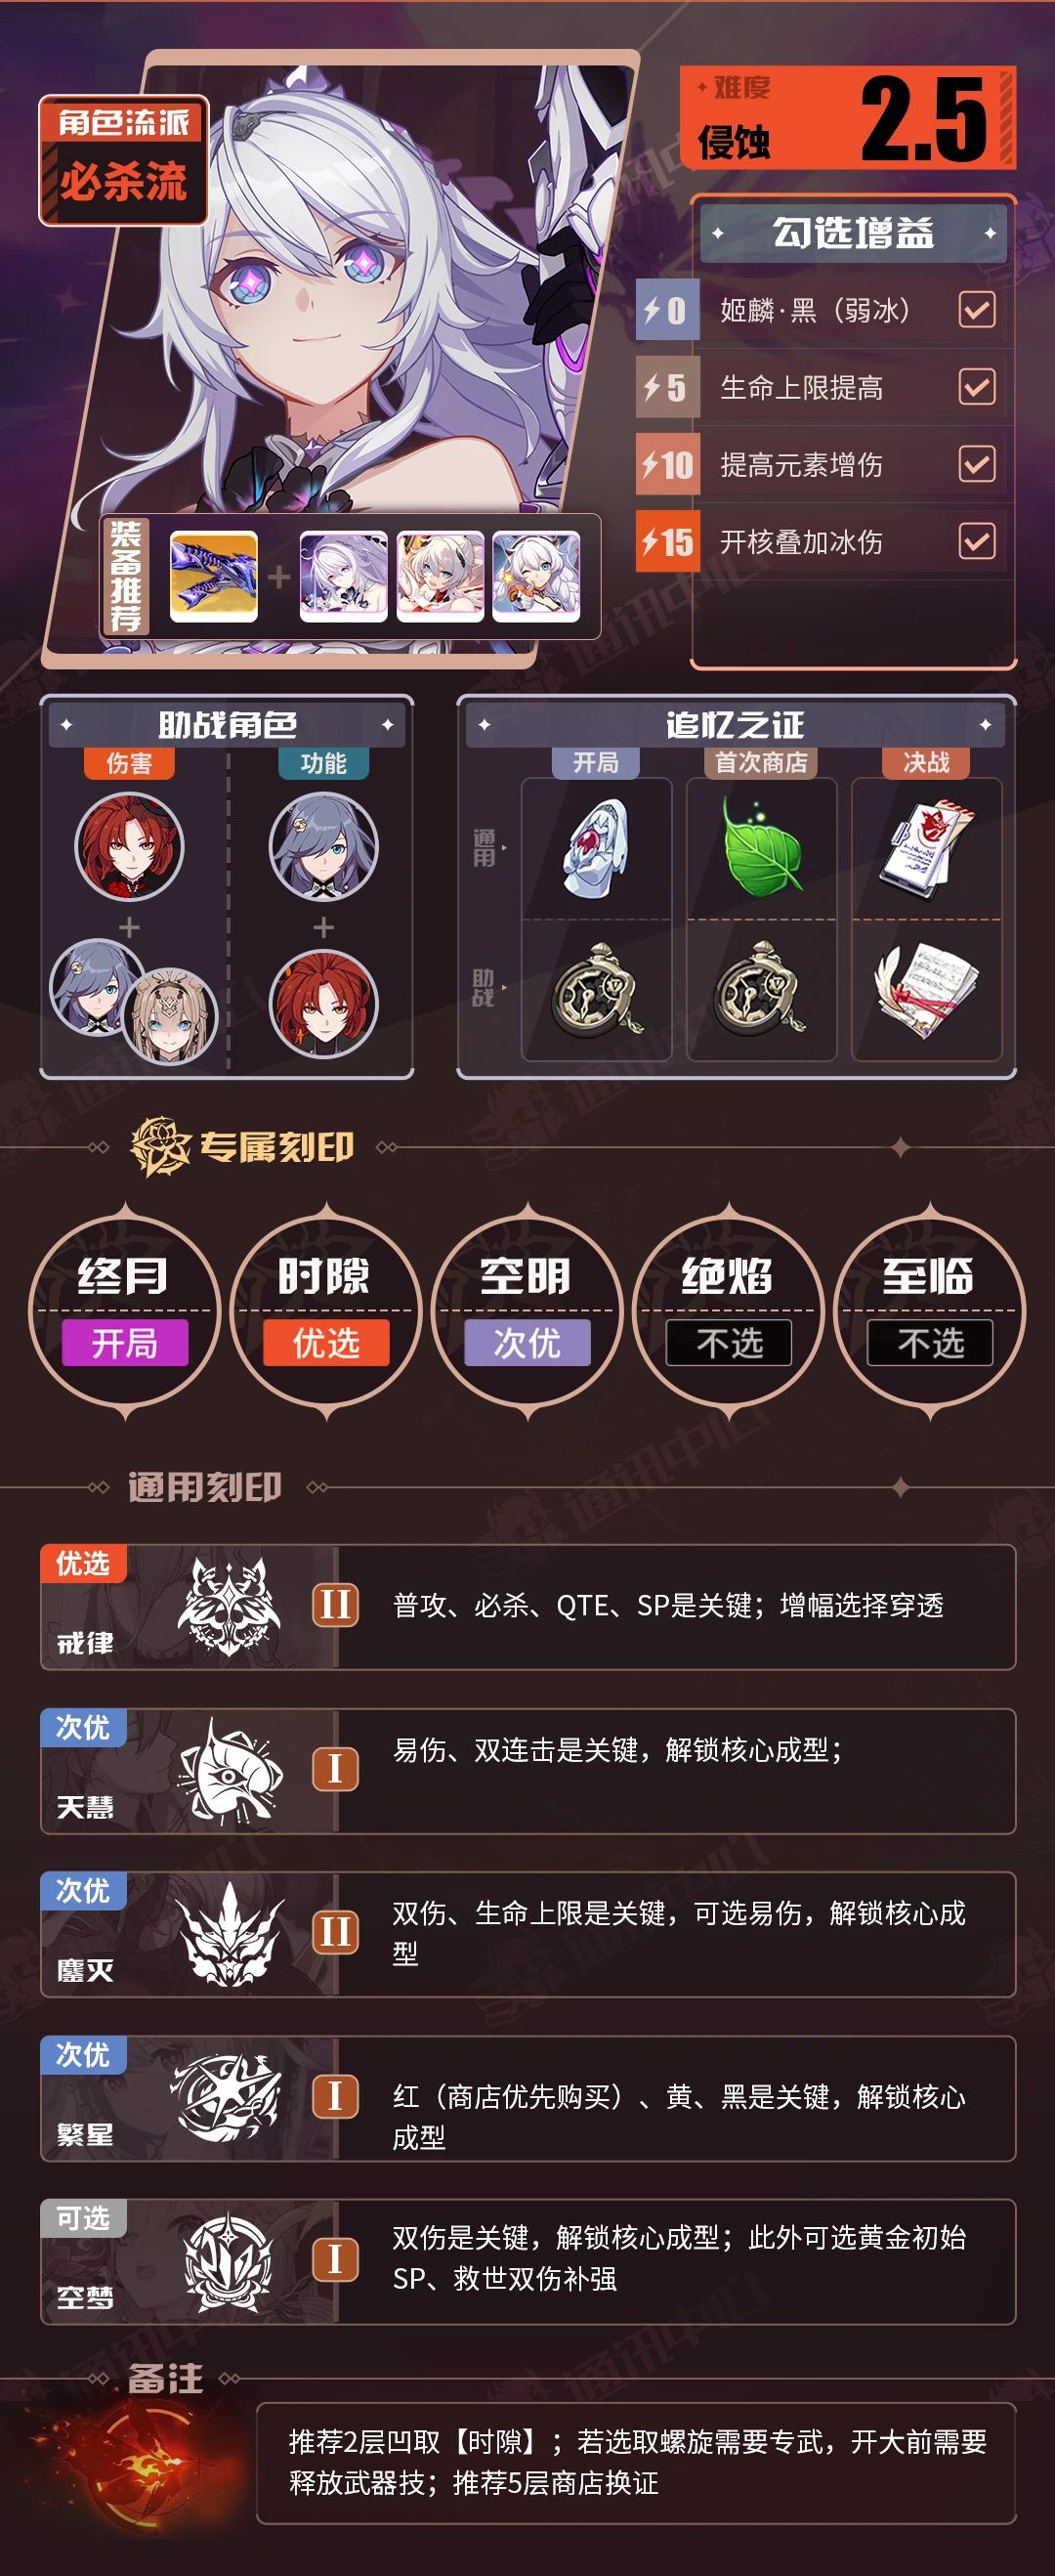 角色流派
必杀流
难度
侵蚀
2.5
勾选增益
0 姬麟·黑（弱冰）
5 生命上限提高
10 提高元素增伤
15 开核叠加冰伤
装备推荐
助战角色
伤害 功能
追忆之证
开局 首次商店 决战
通用
助战
专属刻印
终月 时隙 空明 绝焰 至临
开局 优选 次优 不选 不选
通用刻印
优选
戒律
II
普攻、必杀、QTE、SP是关键；增幅选择穿透
次优
天慧
I
易伤、双连击是关键，解锁核心成型；
次优
鏖灭
II
双伤、生命上限是关键，可选易伤，解锁核心成
型
次优
繁星
I
红（商店优先购买）、黄、黑是关键，解锁核心
成型
可选
空梦
I
双伤是关键，解锁核心成型；此外可选黄金初始
SP、救世双伤补强
备注
推荐2层凹取【时隙】；若选取螺旋需要专武，开大前需要
释放武器技；推荐5层商店换证